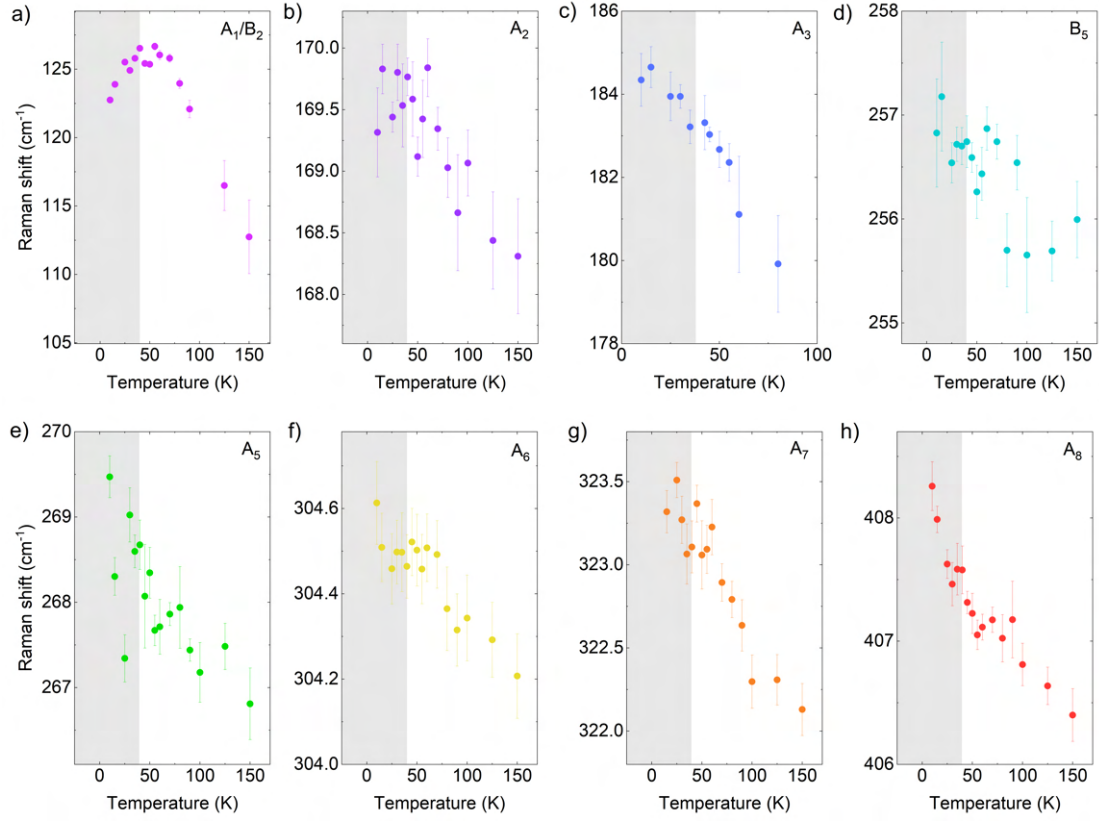 a)
A₁/B₂
Raman shift (cm⁻¹)
125
120
115
110
105
0 50 100 150
Temperature (K)
b)
A₂
170.0
169.5
169.0
168.5
168.0
0 50 100 150
Temperature (K)
c)
A₃
186
184
182
180
178
0 50 100
Temperature (K)
d)
B₅
258
257
256
255
0 50 100 150
Temperature (K)
e)
A₅
Raman shift (cm⁻¹)
270
269
268
267
0 50 100 150
Temperature (K)
f)
A₆
304.6
304.4
304.2
304.0
0 50 100 150
Temperature (K)
g)
A₇
323.5
323.0
322.5
322.0
0 50 100 150
Temperature (K)
h)
A₈
408
407
406
0 50 100 150
Temperature (K)